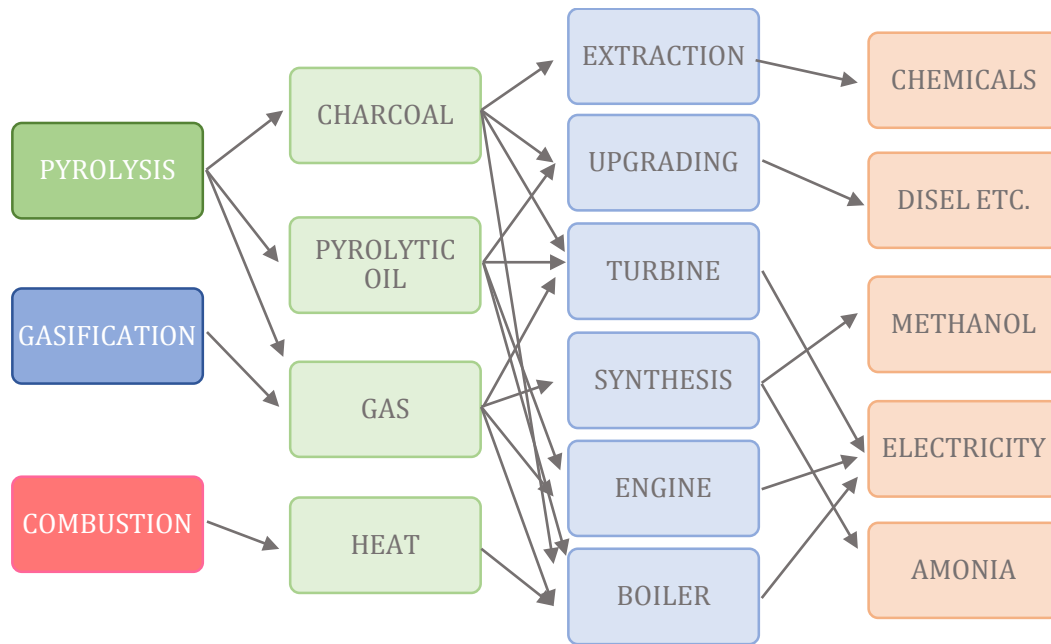 PYROLYSIS
GASIFICATION
COMBUSTION
CHARCOAL
PYROLYTIC
OIL
GAS
HEAT
EXTRACTION
UPGRADING
TURBINE
SYNTHESIS
ENGINE
BOILER
CHEMICALS
DISEL ETC.
METHANOL
ELECTRICITY
AMONIA